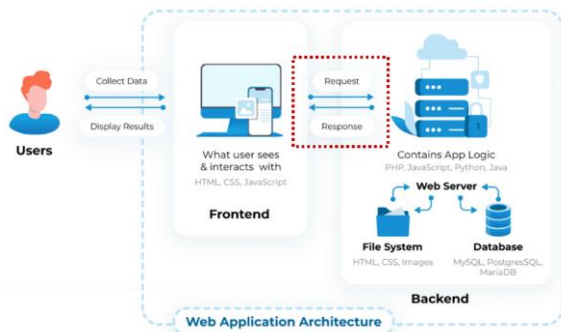 Collect Data
Display Results
Users
What user sees
& interacts with
HTML, CSS, JavaScript
Frontend
Request
Response
Contains App Logic
PHP, JavaScript, Python, Java
Web Server
File System
HTML, CSS, Images
Database
MySQL, PostgresSQL,
MariaDB
Backend
Web Application Architecture